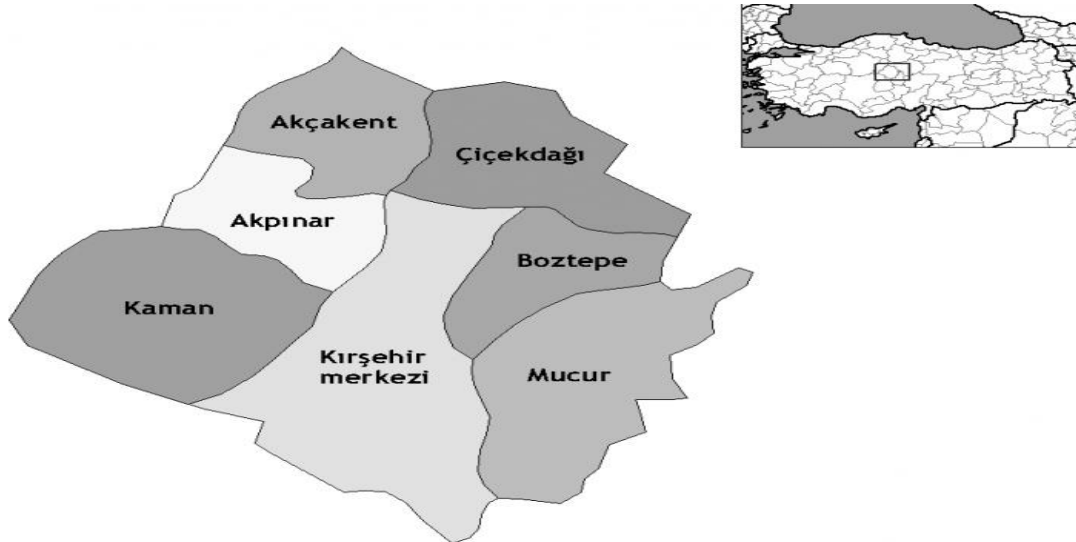 Akçakent
Çiçekdağı
Akpınar
Boztepe
Kaman
Kırşehir
merkezi
Mucur